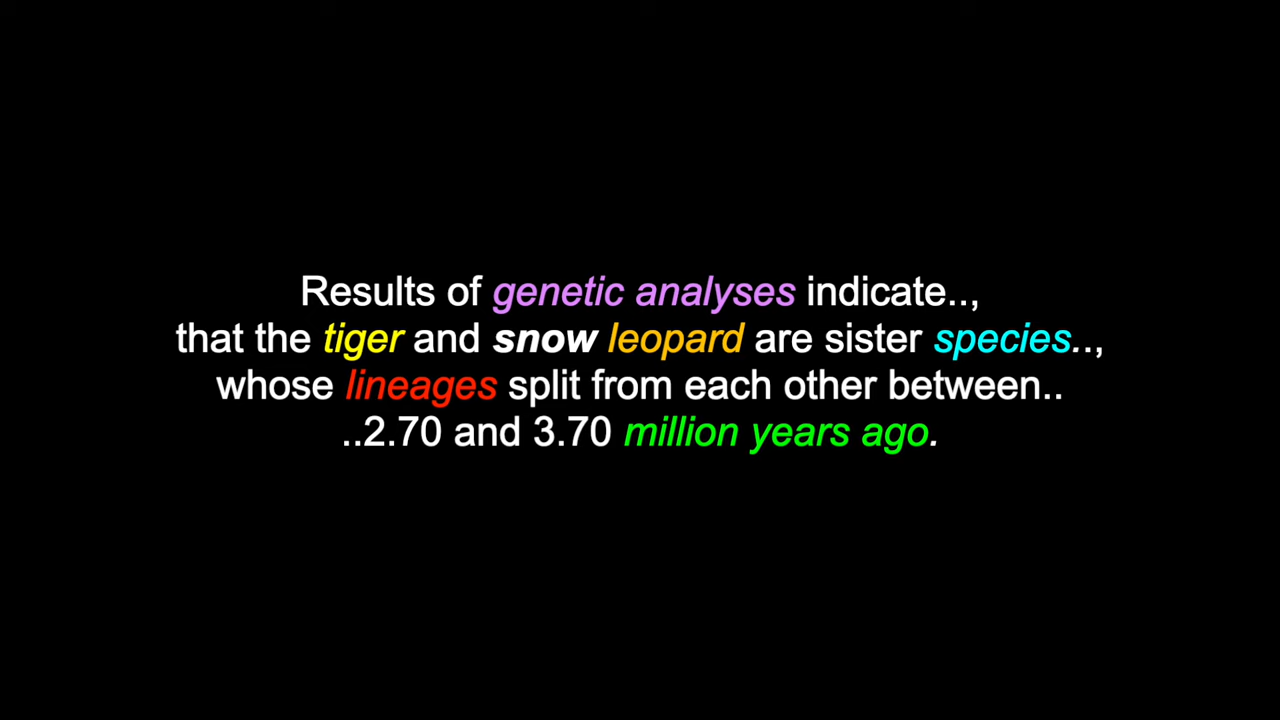 Results of genetic analyses indicate..,
that the tiger and snow leopard are sister species..,
whose lineages split from each other between..
..2.70 and 3.70 million years ago.